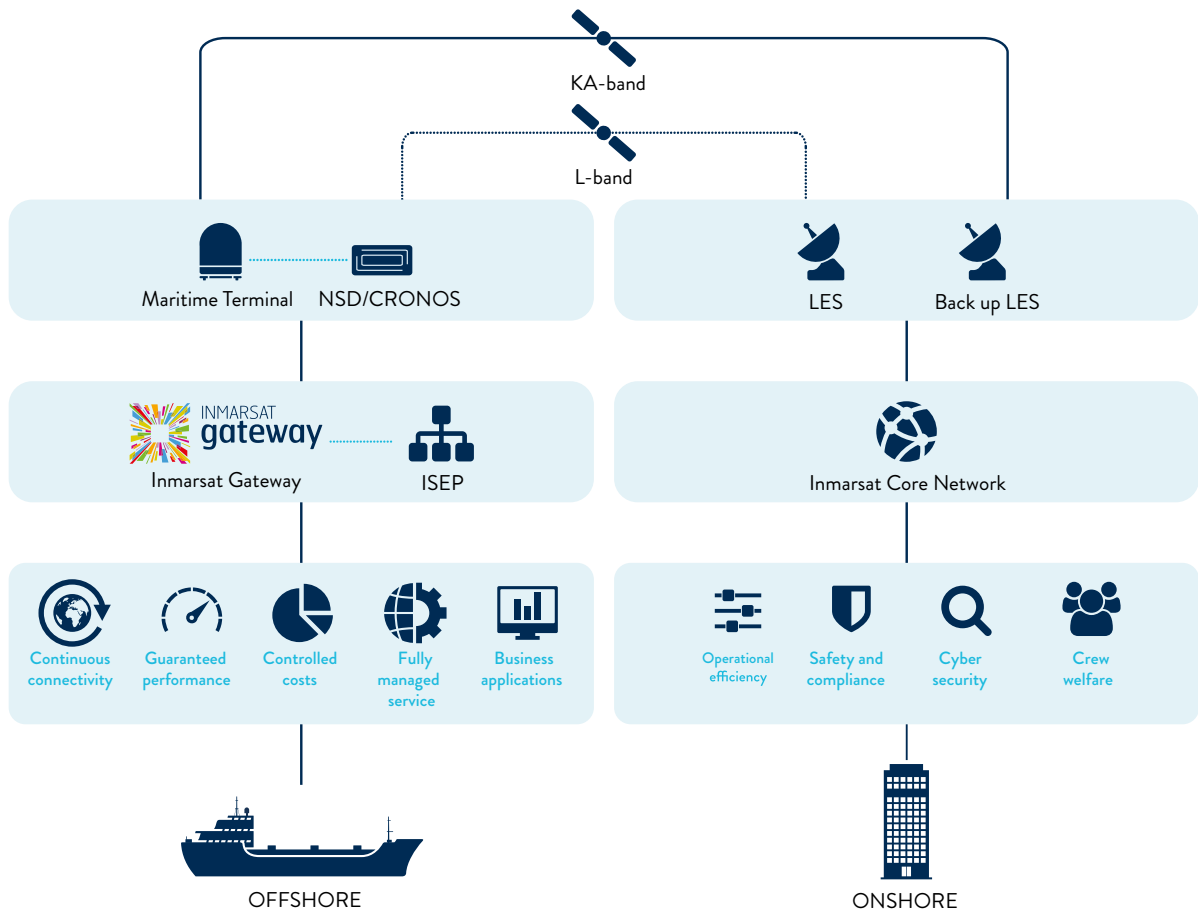 KA-band
L-band
Maritime Terminal
NSD/CRONOS
LES
Back up LES
INMARSAT
gateway
Inmarsat Gateway
ISEP
Inmarsat Core Network
Continuous
connectivity
Guaranteed
performance
Controlled
costs
Fully
managed
service
Business
applications
Operational
efficiency
Safety and
compliance
Cyber
security
Crew
welfare
OFFSHORE
ONSHORE